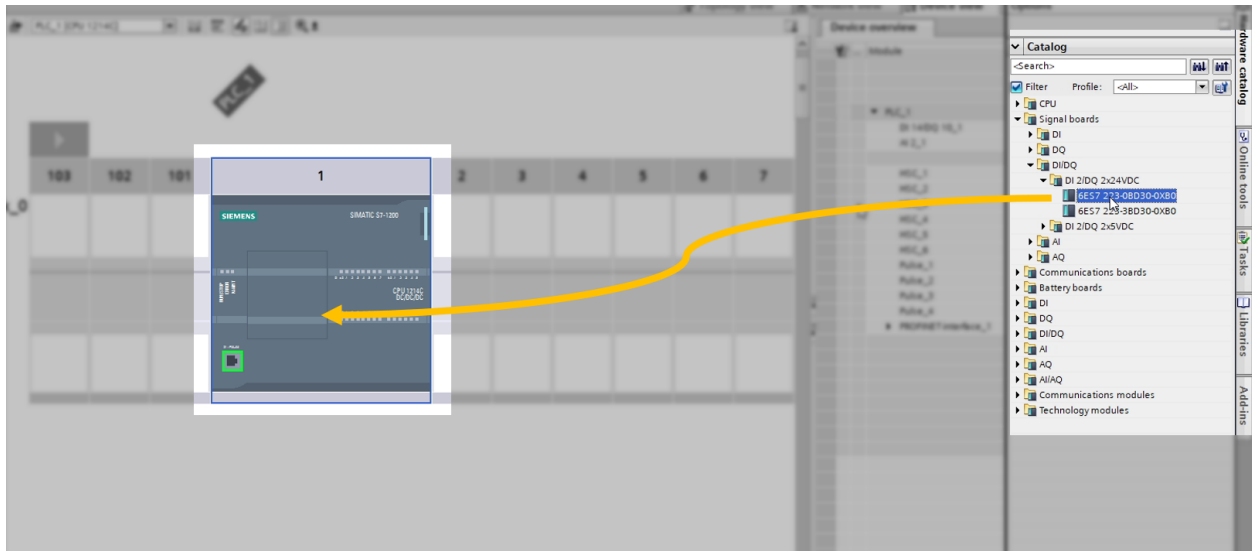 PLC_1 [CPU 1214C]
Device overview
Options
Module
PLC_1
103
102
101
1
2
3
4
5
6
7
PLC_1
DI 14/DQ 10_1
AI 2_1
HSC_1
HSC_2
HSC_4
HSC_5
HSC_6
Pulse_1
Pulse_2
Pulse_3
Pulse_4
PROFINET interface_1
SIEMENS
SIMATIC S7-1200
CPU 1214C
DC/DC/DC
Catalog
<Search>
Filter Profile: <All>
CPU
Signal boards
DI
DQ
DI/DQ
DI 2/DQ 2x24VDC
6ES7 223-0BD30-0XB0
6ES7 223-3BD30-0XB0
DI 2/DQ 2x5VDC
AI
AQ
Communications boards
Battery boards
DI
DQ
DI/DQ
AI
AQ
AI/AQ
Communications modules
Technology modules
Hardware catalog
Online tools
Tasks
Libraries
Add-ins